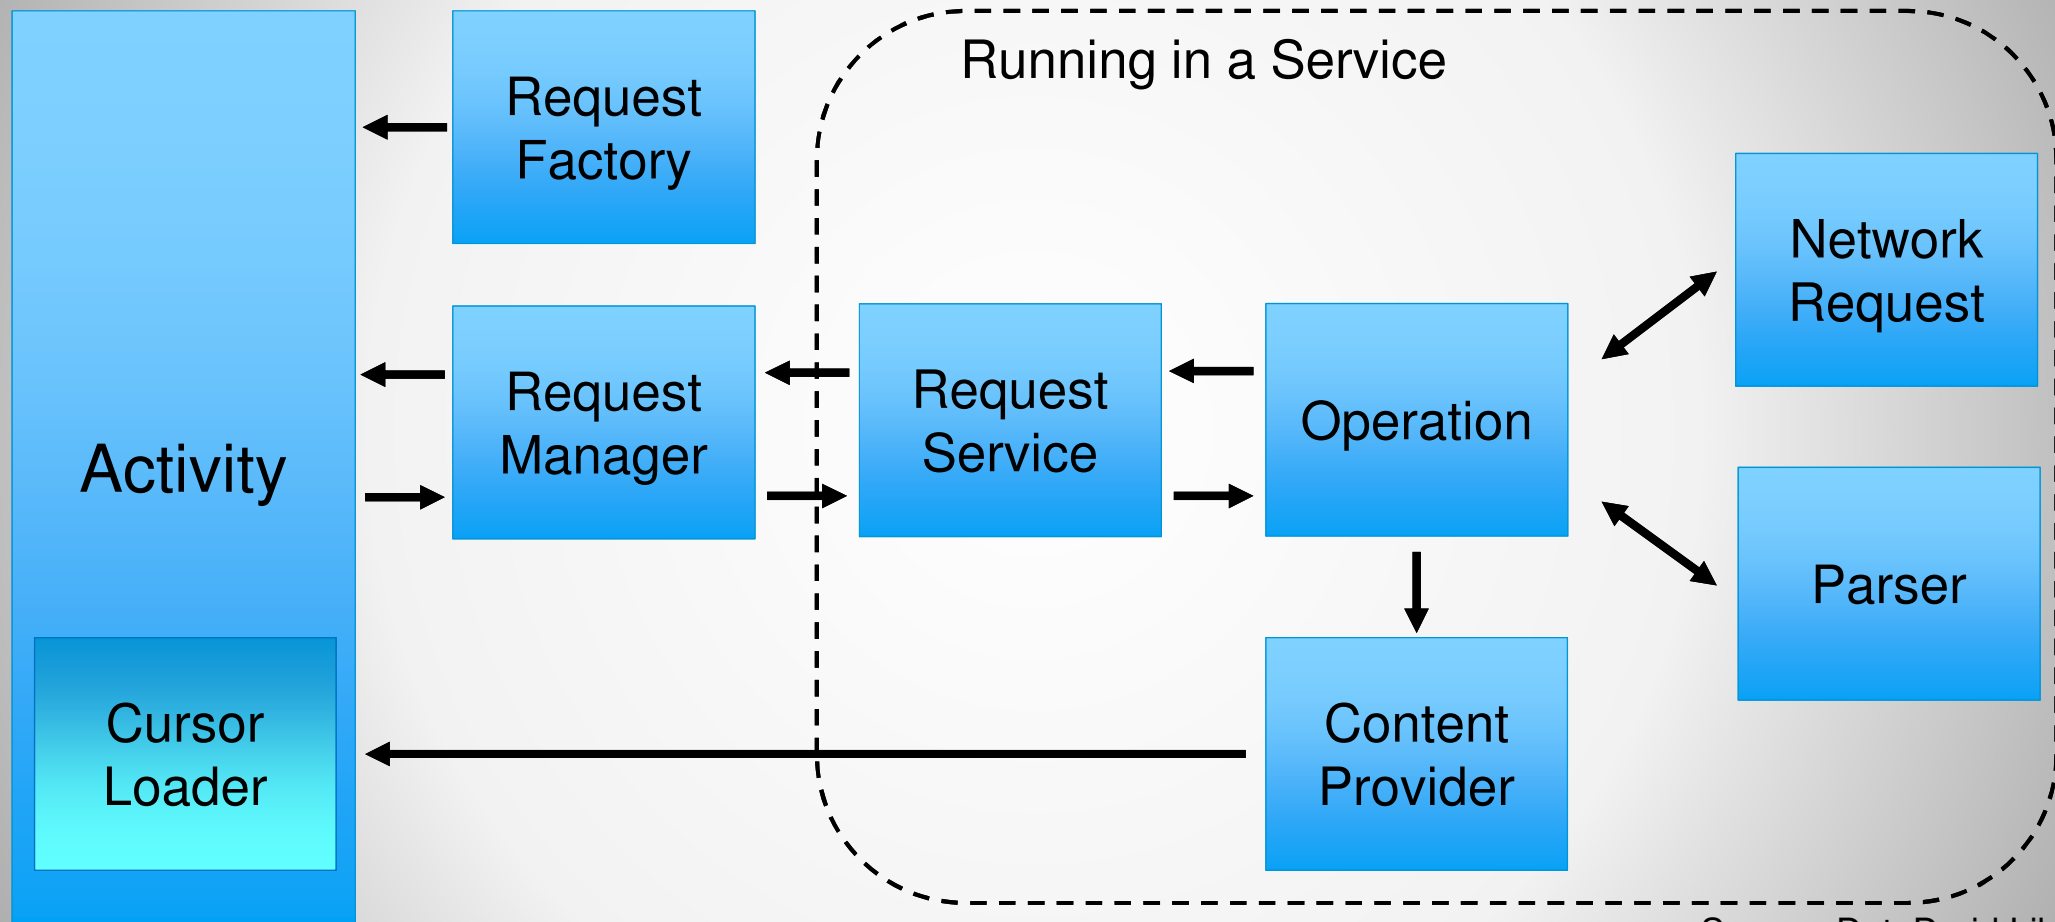 Running in a Service
Request
Factory
Network
Request
Request
Manager
Request
Service
Operation
Activity
Parser
Cursor
Loader
Content
Provider